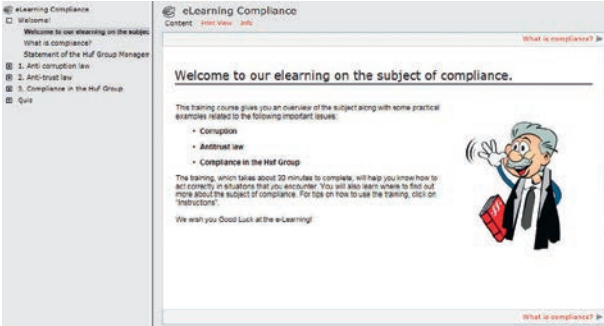 eLearning Compliance
Welcome!
Welcome to our elearning on the subjec
What is compliance?
Statement of the Huf Group Managem
1. Anti corruption law
2. Anti-trust law
3. Compliance in the Huf Group
Quiz
eLearning Compliance
Content Print View Info
What is compliance?
Welcome to our elearning on the subject of compliance.
This training course gives you an overview of the subject along with some practical
examples related to the following important issues:
• Corruption
• Antitrust law
• Compliance in the Huf Group
The training, which takes about 20 minutes to complete, will help you know how to
act correctly in situations that you encounter. You will also learn where to find out
more about the subject of compliance. For tips on how to use the training, click on
"Instructions".
We wish you Good Luck at the e-Learning!
What is compliance?